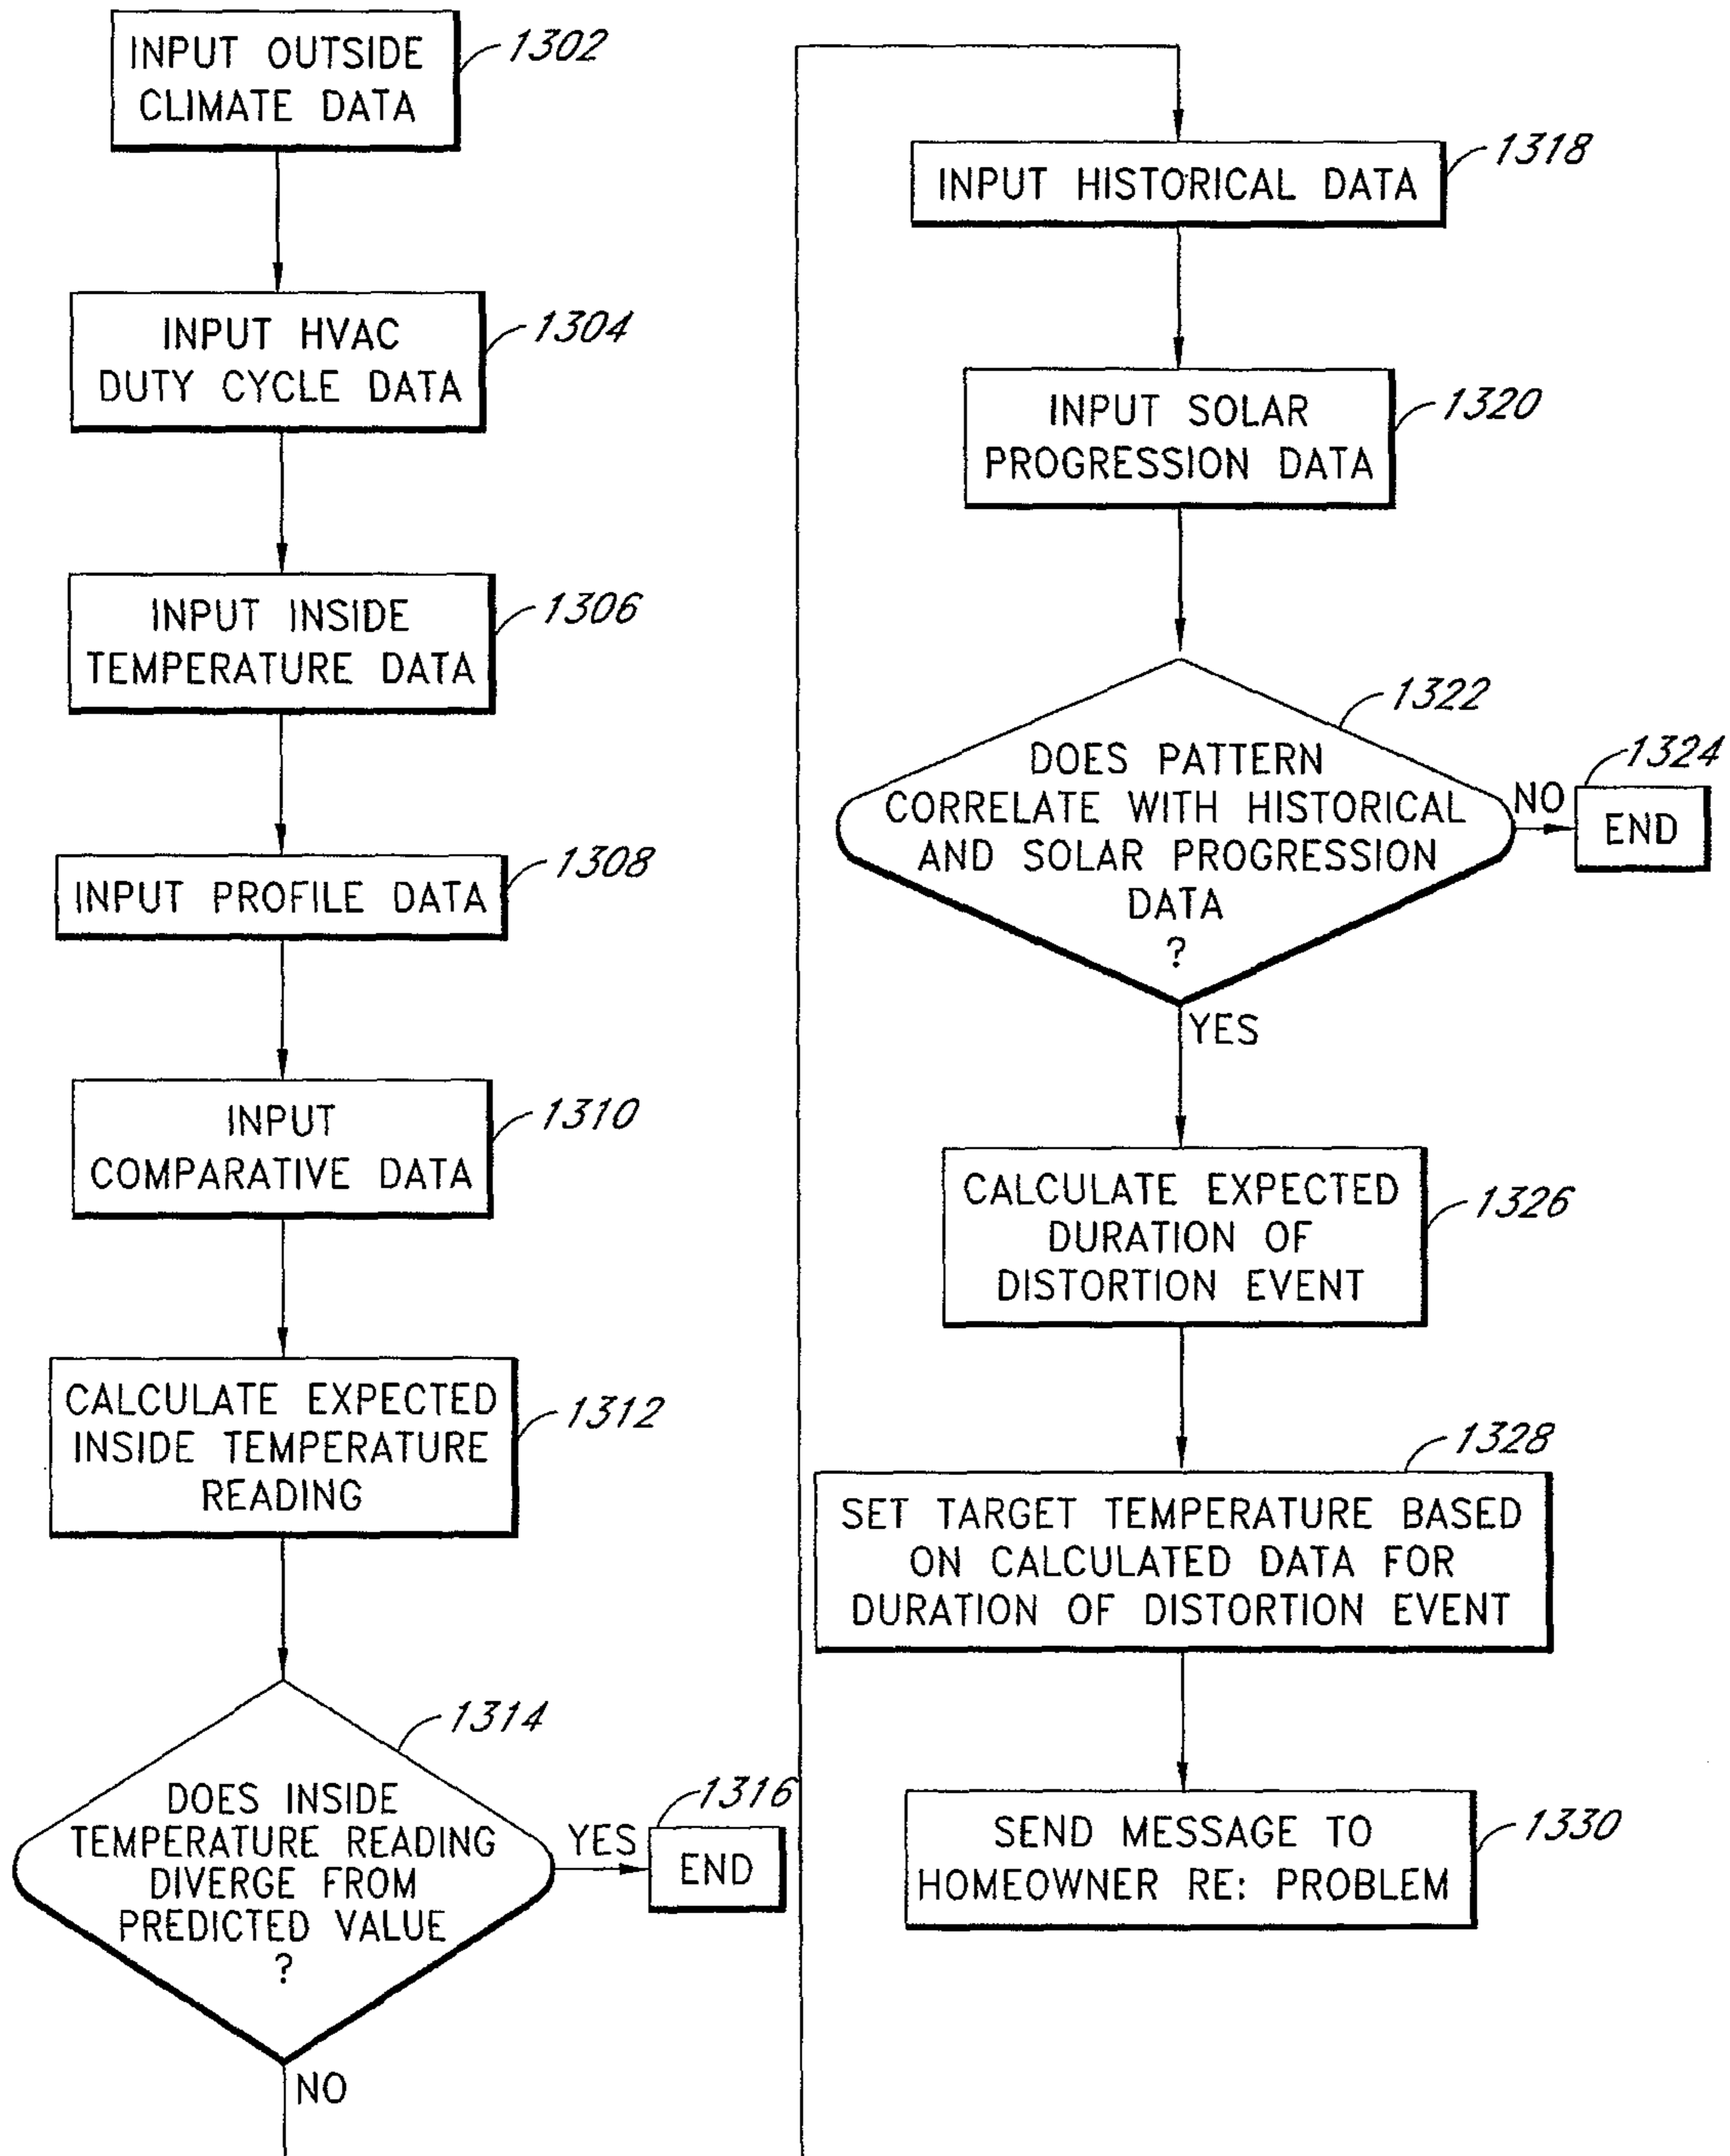 INPUT OUTSIDE
CLIMATE DATA
1302
INPUT HVAC
DUTY CYCLE DATA
1304
INPUT INSIDE
TEMPERATURE DATA
1306
INPUT PROFILE DATA
1308
INPUT
COMPARATIVE DATA
1310
CALCULATE EXPECTED
INSIDE TEMPERATURE
READING
1312
1314
DOES INSIDE
TEMPERATURE READING
DIVERGE FROM
PREDICTED VALUE
?
YES
1316
END
NO
INPUT HISTORICAL DATA
1318
INPUT SOLAR
PROGRESSION DATA
1320
1322
DOES PATTERN
CORRELATE WITH HISTORICAL
AND SOLAR PROGRESSION
DATA
?
NO
1324
END
YES
CALCULATE EXPECTED
DURATION OF
DISTORTION EVENT
1326
1328
SET TARGET TEMPERATURE BASED
ON CALCULATED DATA FOR
DURATION OF DISTORTION EVENT
SEND MESSAGE TO
HOMEOWNER RE: PROBLEM
1330